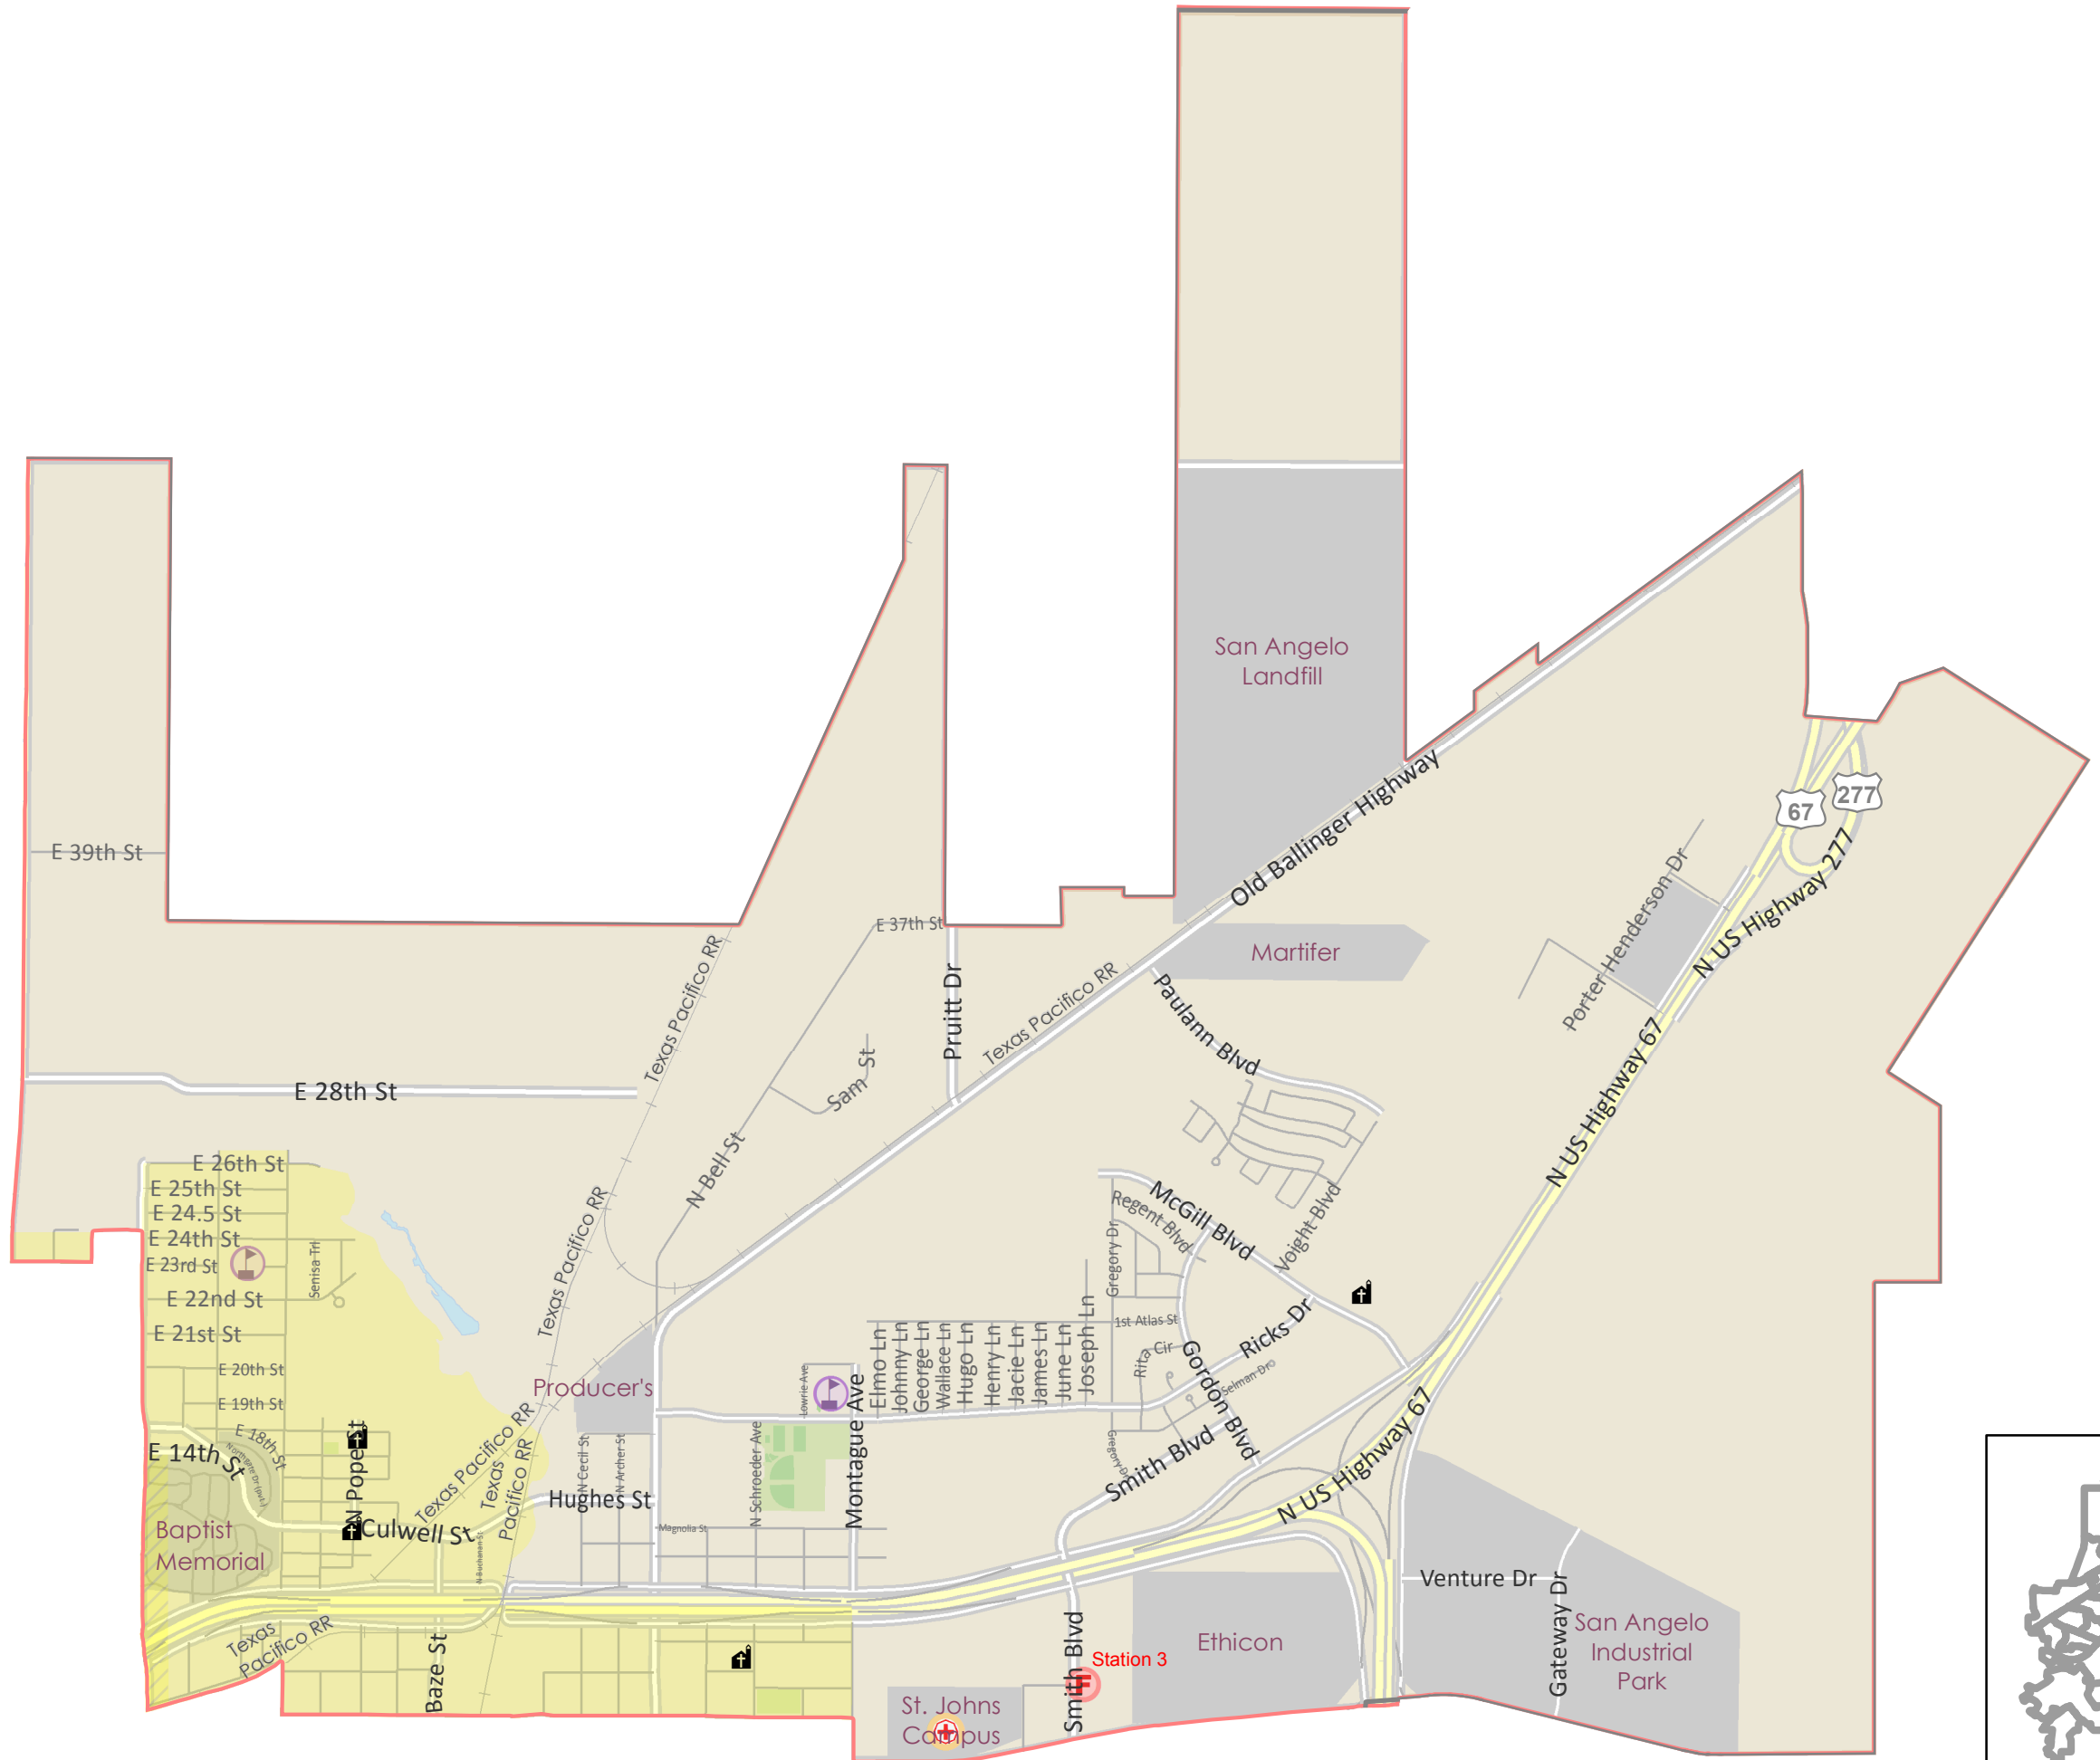 San Angelo
Landfill
Old Ballinger Highway
67
277
N US Highway 277
Porter Henderson Dr
E 39th St
E 37th St
Martifer
Texas Pacifico RR
Pruitt Dr
Texas Pacifico RR
Paulann Blvd
N US Highway 67
Sam St
E 28th St
N Bell St
E 26th St
E 25th St
E 24.5 St
E 24th St
E 23rd St
Senisa Trl
E 22nd St
E 21st St
E 20th St
E 19th St
E 18th St
Texas Pacifico RR
McGill Blvd
Regent Blvd
Gregory Dr
Voight Blvd
1st Atlas St
Rita Cir
Gordon Blvd
Ricks Dr
Selman Dr
Elmo Ln
Johnny Ln
George Ln
Wallace Ln
Hugo Ln
Henry Ln
Jacie Ln
James Ln
June Ln
Joseph Ln
Producer's
Lowrie Ave
Montague Ave
N Schroeder Ave
N Cecil St
N Archer St
Texas Pacifico RR
Texas
Pacifico RR
E 14th St
N Pope St
Culwell St
Hughes St
Magnolia St
N Buchanan St
Gregory Dr
Smith Blvd
N US Highway 67
Baptist
Memorial
Venture Dr
Gateway Dr
San Angelo
Industrial
Park
Texas
Pacifico RR
Baze St
Ethicon
Station 3
Smith Blvd
St. Johns
Campus